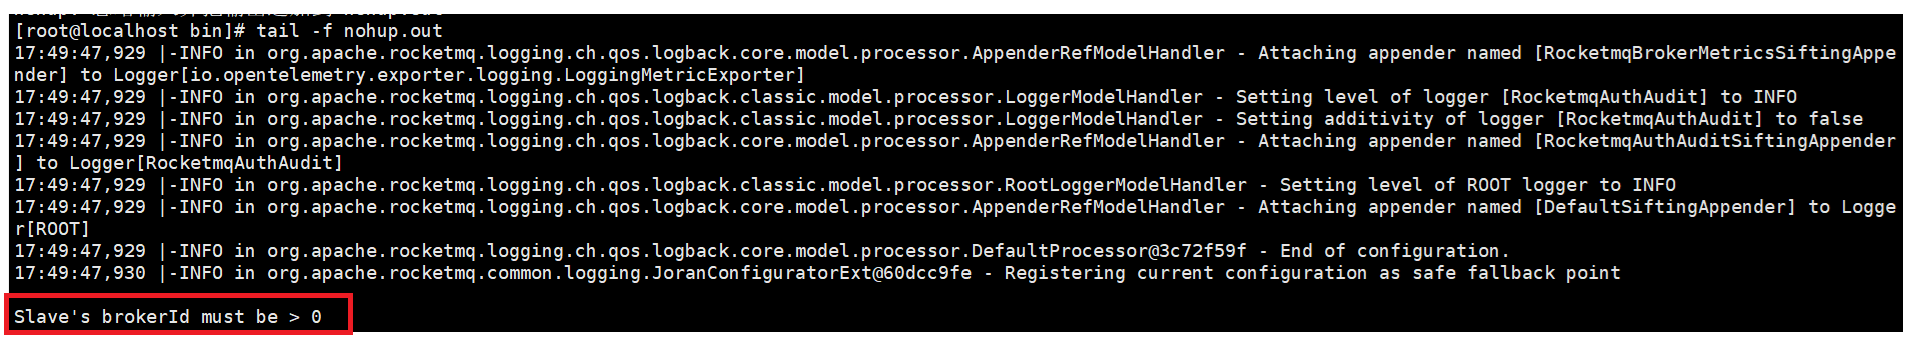 [root@localhost bin]# tail -f nohup.out
17:49:47,929 |-INFO in org.apache.rocketmq.logging.ch.qos.logback.core.model.processor.AppenderRefModelHandler - Attaching appender named [RocketmqBrokerMetricsSiftingAppe
nder] to Logger[io.opentelemetry.exporter.logging.LoggingMetricExporter]
17:49:47,929 |-INFO in org.apache.rocketmq.logging.ch.qos.logback.classic.model.processor.LoggerModelHandler - Setting level of logger [RocketmqAuthAudit] to INFO
17:49:47,929 |-INFO in org.apache.rocketmq.logging.ch.qos.logback.classic.model.processor.LoggerModelHandler - Setting additivity of logger [RocketmqAuthAudit] to false
17:49:47,929 |-INFO in org.apache.rocketmq.logging.ch.qos.logback.core.model.processor.AppenderRefModelHandler - Attaching appender named [RocketmqAuthAuditSiftingAppender
] to Logger[RocketmqAuthAudit]
17:49:47,929 |-INFO in org.apache.rocketmq.logging.ch.qos.logback.classic.model.processor.RootLoggerModelHandler - Setting level of ROOT logger to INFO
17:49:47,929 |-INFO in org.apache.rocketmq.logging.ch.qos.logback.core.model.processor.AppenderRefModelHandler - Attaching appender named [DefaultSiftingAppender] to Logge
r[ROOT]
17:49:47,929 |-INFO in org.apache.rocketmq.logging.ch.qos.logback.core.model.processor.DefaultProcessor@3c72f59f - End of configuration.
17:49:47,930 |-INFO in org.apache.rocketmq.common.logging.JoranConfiguratorExt@60dcc9fe - Registering current configuration as safe fallback point
Slave's brokerId must be > 0